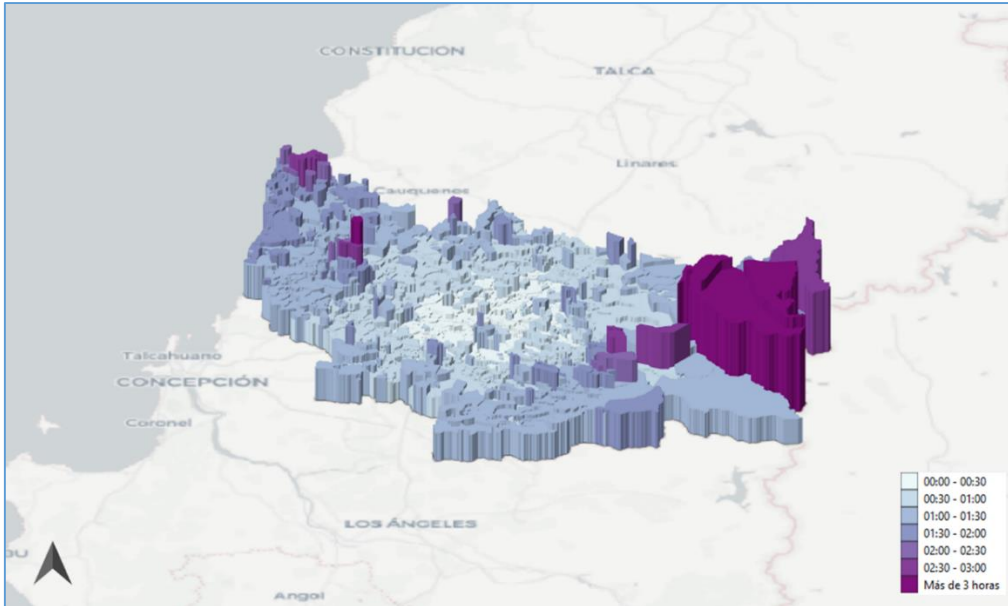 CONSTITUCIÓN
TALCA
Linares
Cauquenes
Talcahuano
CONCEPCIÓN
Coronel
LOS ÁNGELES
Angol
00:00 - 00:30
00:30 - 01:00
01:00 - 01:30
01:30 - 02:00
02:00 - 02:30
02:30 - 03:00
Más de 3 horas